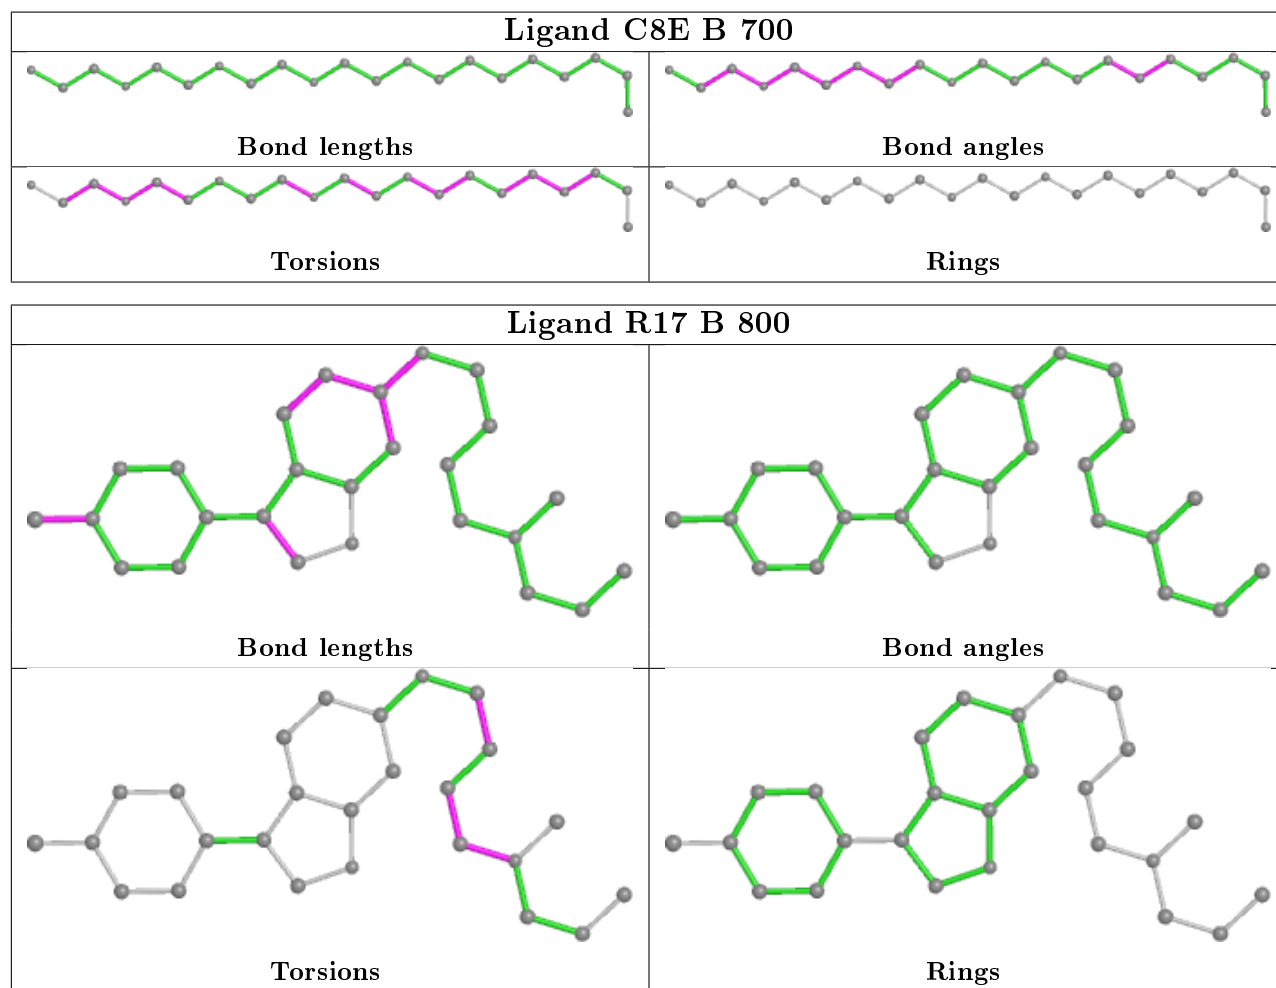 Ligand C8E B 700
Bond lengths
Bond angles
Torsions
Rings
Ligand R17 B 800
Bond lengths
Bond angles
Torsions
Rings